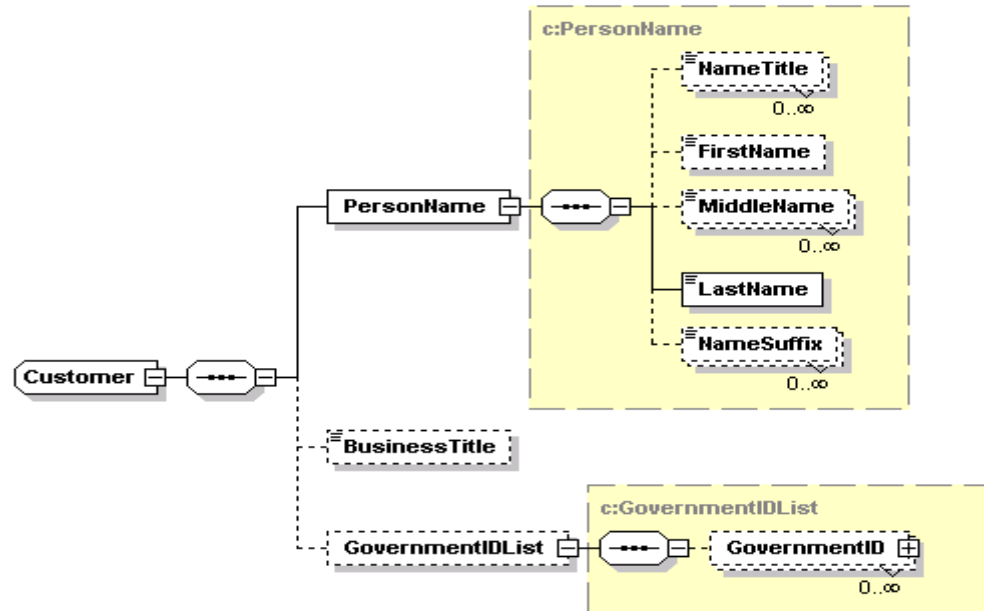 c:PersonName
NameTitle
0..∞
FirstName
PersonName
MiddleName
0..∞
LastName
NameSuffix
0..∞
Customer
BusinessTitle
c:GovernmentIDList
GovernmentIDList
GovernmentID
0..∞